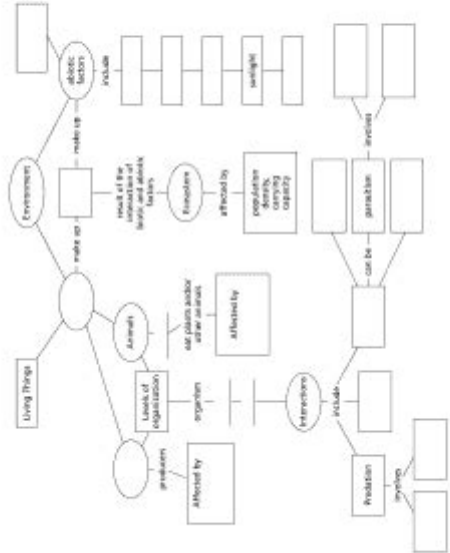 Living Things
Environment
abiotic
factors
make up
make up
include
sunlight
result of the
interaction of
biotic and abiotic
factors
Ecosystem
affected by
population
density,
carrying
capacity
Animals
eat plants and/or
other animals
Affected by
Levels of
organization
producers
Affected by
organism
Interactions
include
Predation
involves
can be
parasitism
involves